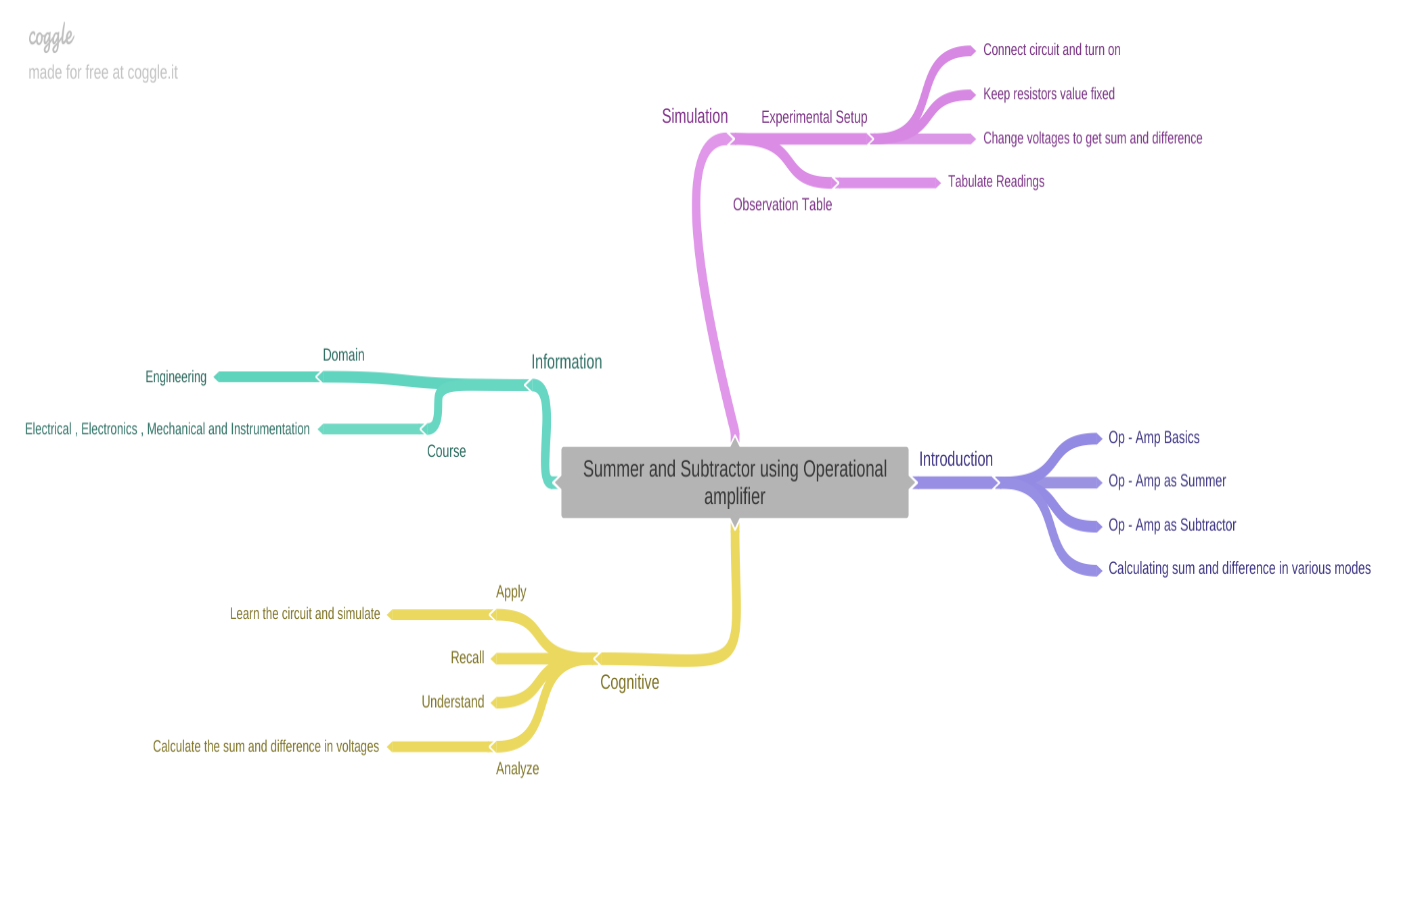 coggle
made for free at coggle.it
Connect circuit and turn on
Keep resistors value fixed
Simulation
Experimental Setup
Change voltages to get sum and difference
Tabulate Readings
Observation Table
Domain
Information
Engineering
Electrical , Electronics , Mechanical and Instrumentation
Course
Summer and Subtractor using Operational
amplifier
Introduction
Op - Amp Basics
Op - Amp as Summer
Op - Amp as Subtractor
Calculating sum and difference in various modes
Apply
Learn the circuit and simulate
Recall
Cognitive
Understand
Calculate the sum and difference in voltages
Analyze